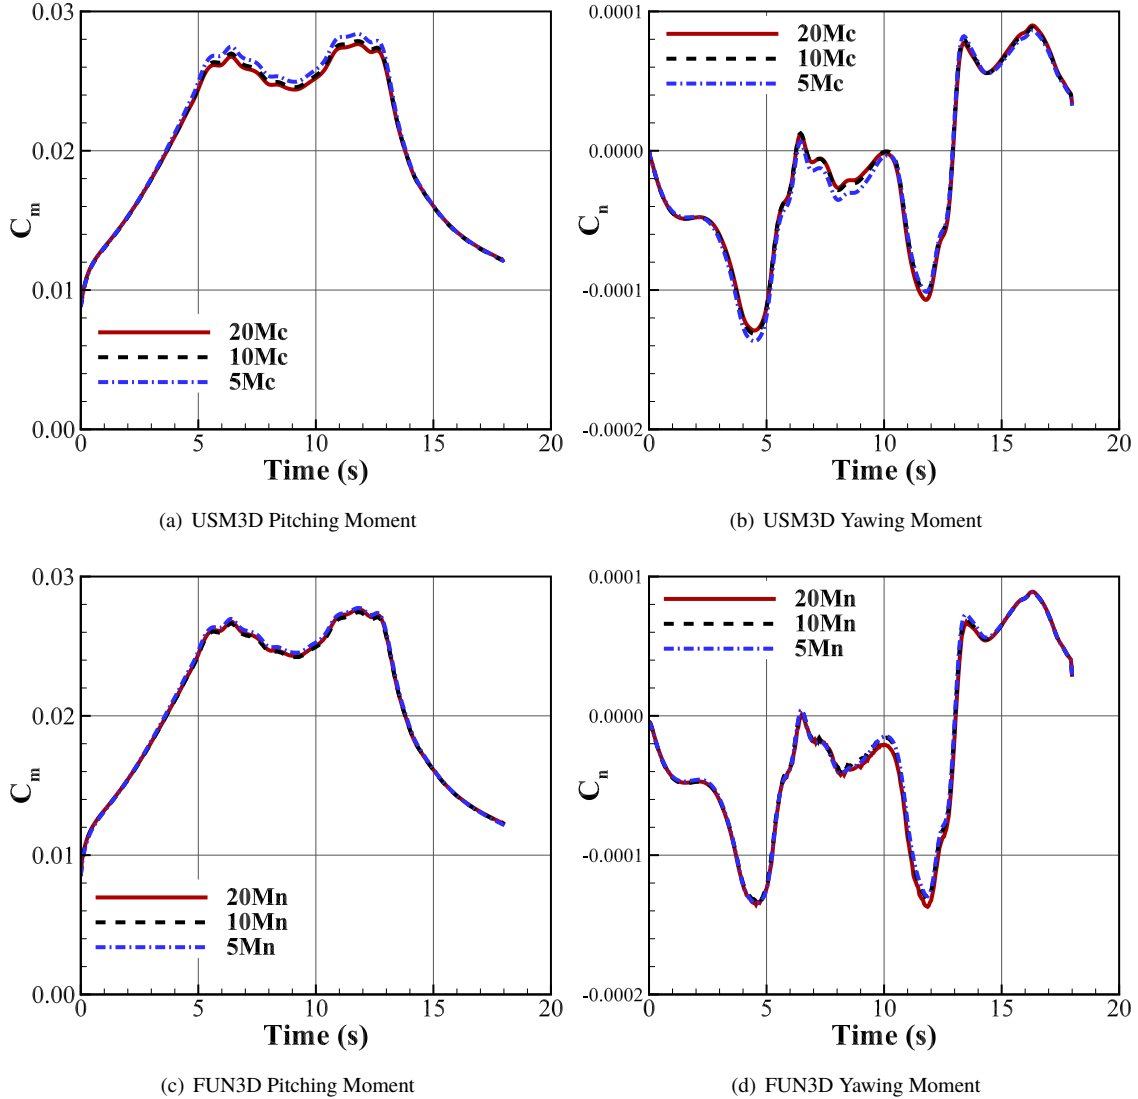 0.03
0.02
0.01
0.00
C_m
20Mc
10Mc
5Mc
0 5 10 15 20
Time (s)
(a) USM3D Pitching Moment
0.0001
0.0000
-0.0001
-0.0002
C_n
20Mc
10Mc
5Mc
0 5 10 15 20
Time (s)
(b) USM3D Yawing Moment
0.03
0.02
0.01
0.00
C_m
20Mn
10Mn
5Mn
0 5 10 15 20
Time (s)
(c) FUN3D Pitching Moment
0.0001
0.0000
-0.0001
-0.0002
C_n
20Mn
10Mn
5Mn
0 5 10 15 20
Time (s)
(d) FUN3D Yawing Moment